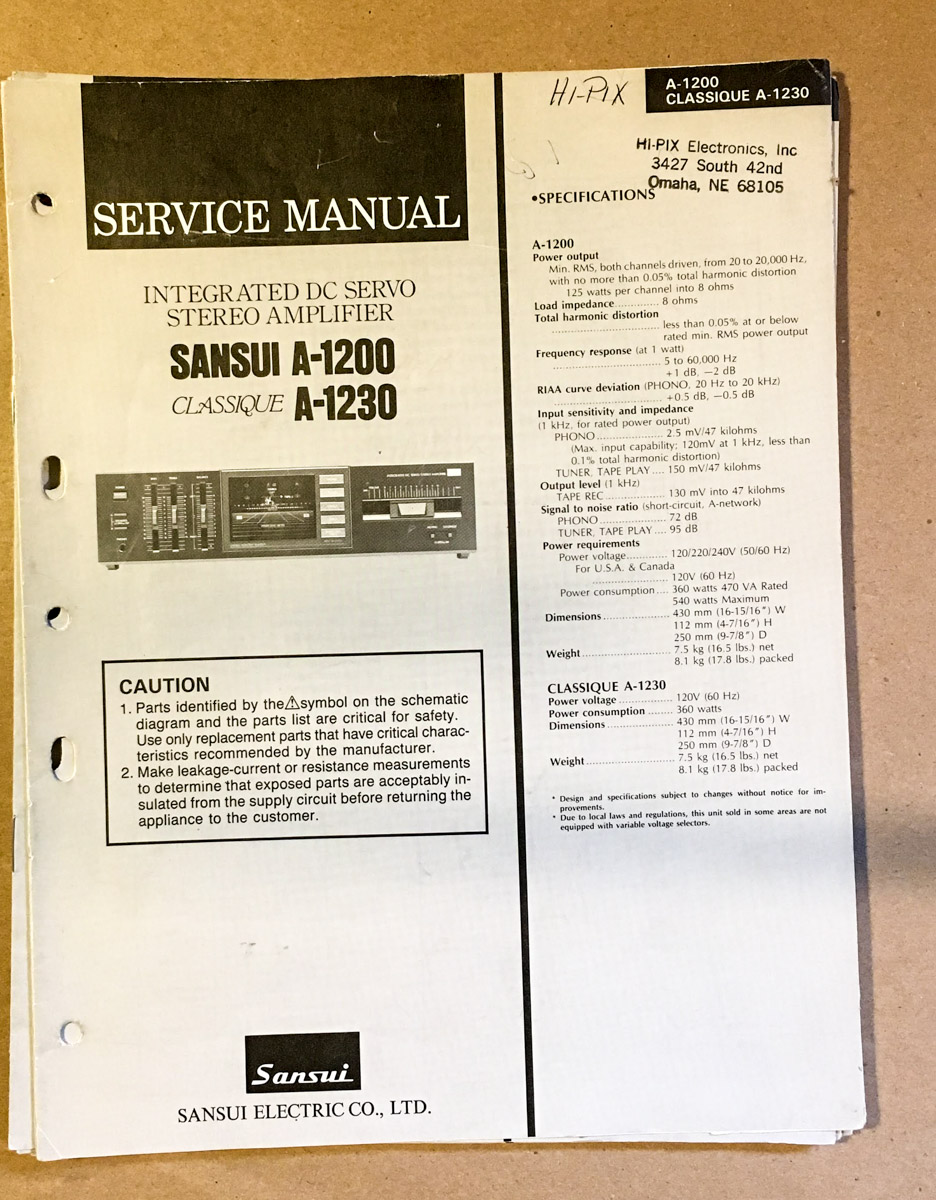 SERVICE MANUAL
INTEGRATED DC SERVO
STEREO AMPLIFIER
SANSUI A-1200
CLASSIQUE A-1230
CAUTION
1. Parts identified by the⚠symbol on the schematic
diagram and the parts list are critical for safety.
Use only replacement parts that have critical charac-
teristics recommended by the manufacturer.
2. Make leakage-current or resistance measurements
to determine that exposed parts are acceptably in-
sulated from the supply circuit before returning the
appliance to the customer.
Sansui
SANSUI ELECTRIC CO., LTD.
HI-PIX
A-1200
CLASSIQUE A-1230
Hi-PIX Electronics, Inc
3427 South 42nd
Omaha, NE 68105
•SPECIFICATIONS
A-1200
Power output
Min. RMS, both channels driven, from 20 to 20,000 Hz,
with no more than 0.05% total harmonic distortion
125 watts per channel into 8 ohms
Load impedance ............ 8 ohms
Total harmonic distortion
............................ less than 0.05% at or below
rated min. RMS power output
Frequency response (at 1 watt)
............................ 5 to 60,000 Hz
+1 dB, −2 dB
RIAA curve deviation (PHONO, 20 Hz to 20 kHz)
............................ +0.5 dB, −0.5 dB
Input sensitivity and impedance
(1 kHz, for rated power output)
PHONO ................. 2.5 mV/47 kilohms
(Max. input capability; 120mV at 1 kHz, less than
0.1% total harmonic distortion)
TUNER, TAPE PLAY .... 150 mV/47 kilohms
Output level (1 kHz)
TAPE REC ............... 130 mV into 47 kilohms
Signal to noise ratio (short-circuit, A-network)
PHONO ................. 72 dB
TUNER, TAPE PLAY .... 95 dB
Power requirements
Power voltage ........... 120/220/240V (50/60 Hz)
For U.S.A. & Canada
.................... 120V (60 Hz)
Power consumption .... 360 watts 470 VA Rated
540 watts Maximum
Dimensions ................. 430 mm (16-15/16") W
112 mm (4-7/16") H
250 mm (9-7/8") D
Weight ....................... 7.5 kg (16.5 lbs.) net
8.1 kg (17.8 lbs.) packed
CLASSIQUE A-1230
Power voltage .............. 120V (60 Hz)
Power consumption ....... 360 watts
Dimensions ................. 430 mm (16-15/16") W
112 mm (4-7/16") H
250 mm (9-7/8") D
Weight ....................... 7.5 kg (16.5 lbs.) net
8.1 kg (17.8 lbs.) packed
* Design and specifications subject to changes without notice for im-
provements.
* Due to local laws and regulations, this unit sold in some areas are not
equipped with variable voltage selectors.